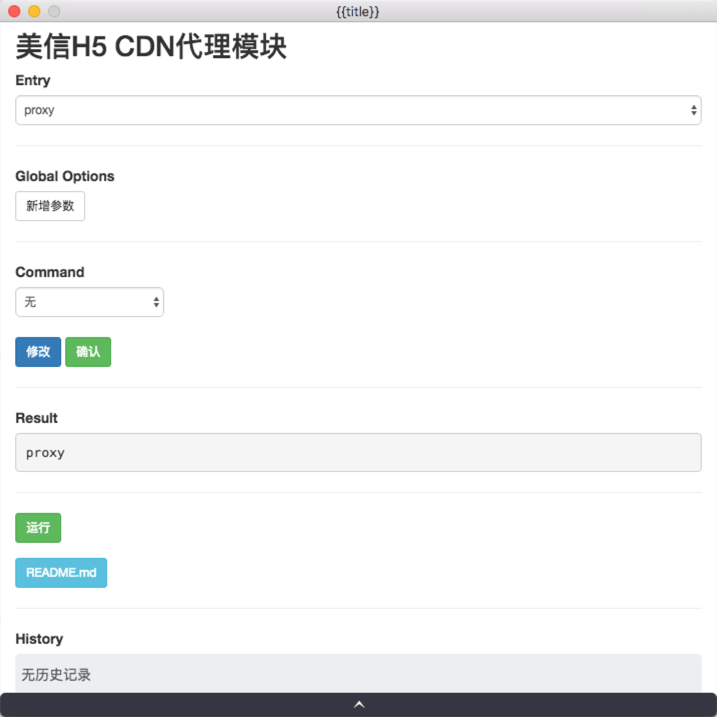 {{title}}
美信H5 CDN代理模块
Entry
proxy
Global Options
新增参数
Command
无
修改 确认
Result
proxy
运行
README.md
History
无历史记录